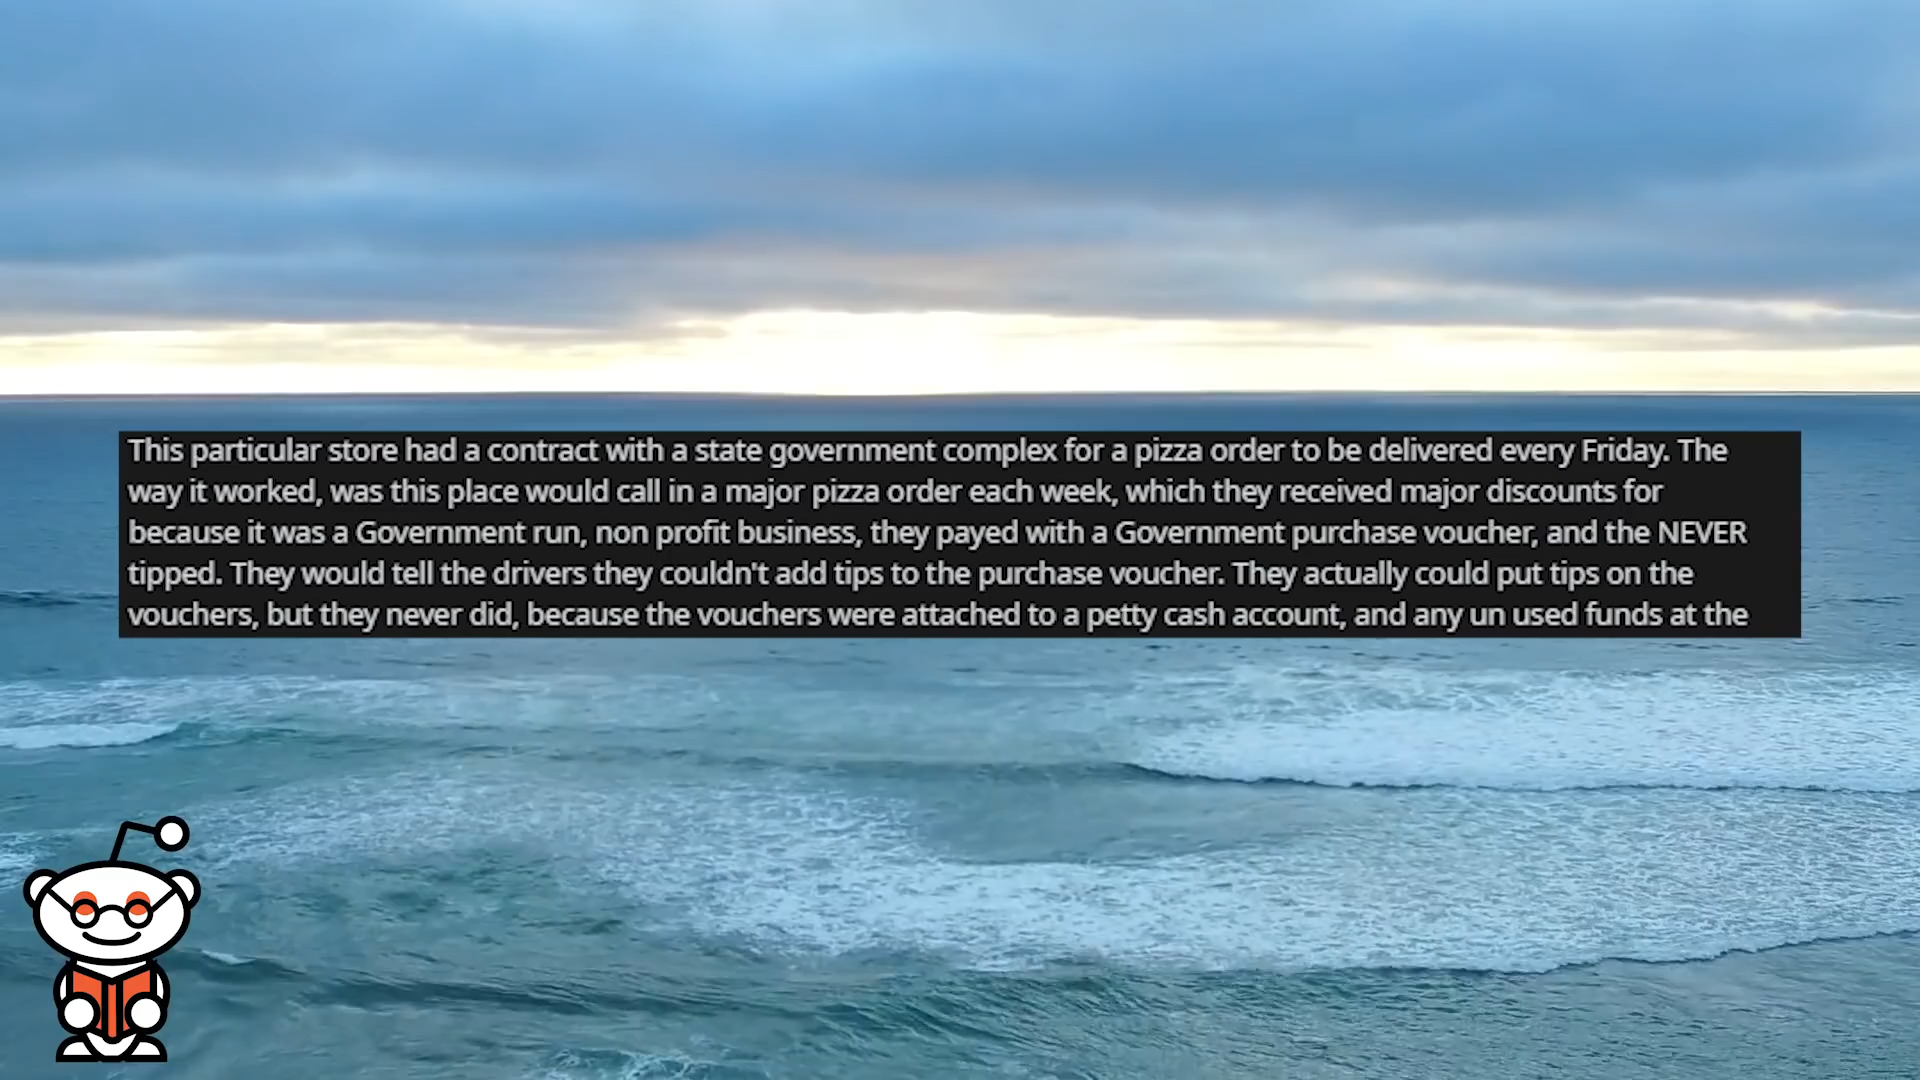 This particular store had a contract with a state government complex for a pizza order to be delivered every Friday. The
way it worked, was this place would call in a major pizza order each week, which they received major discounts for
because it was a Government run, non profit business, they payed with a Government purchase voucher, and the NEVER
tipped. They would tell the drivers they couldn't add tips to the purchase voucher. They actually could put tips on the
vouchers, but they never did, because the vouchers were attached to a petty cash account, and any un used funds at the